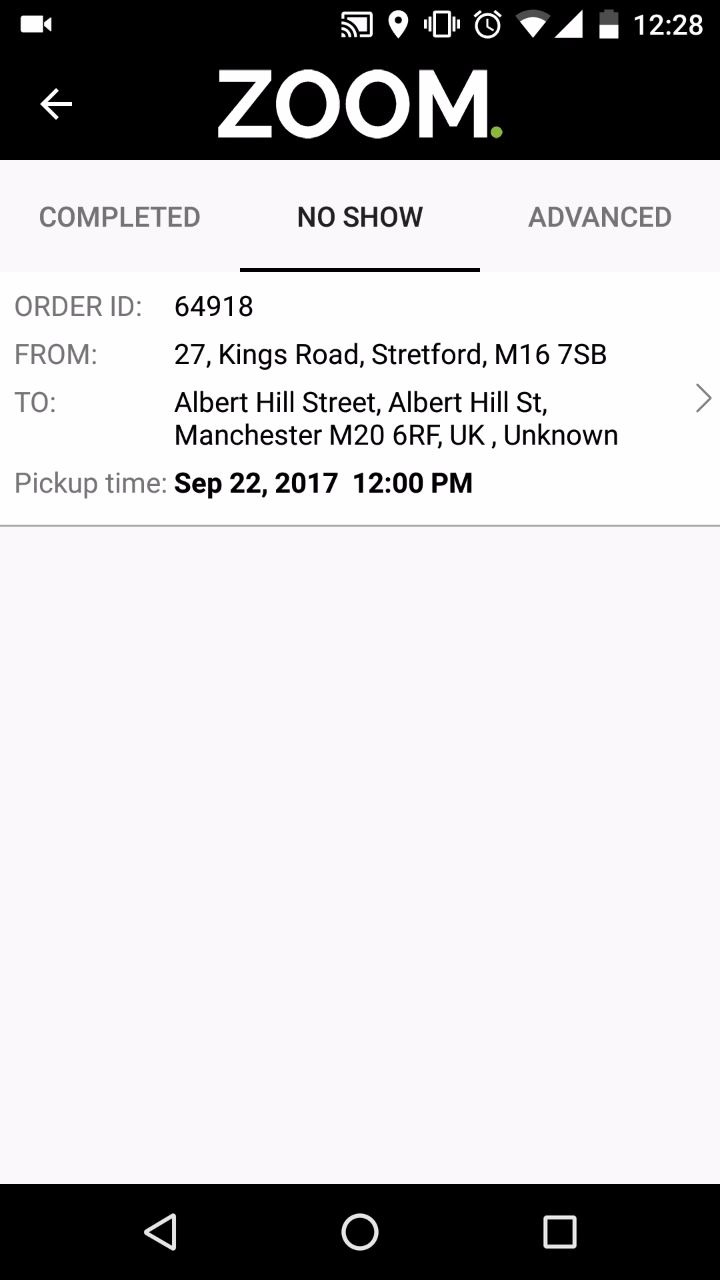 12:28
ZOOM.
COMPLETED NO SHOW ADVANCED
ORDER ID: 64918
FROM: 27, Kings Road, Stretford, M16 7SB
TO: Albert Hill Street, Albert Hill St,
Manchester M20 6RF, UK , Unknown
Pickup time: Sep 22, 2017 12:00 PM